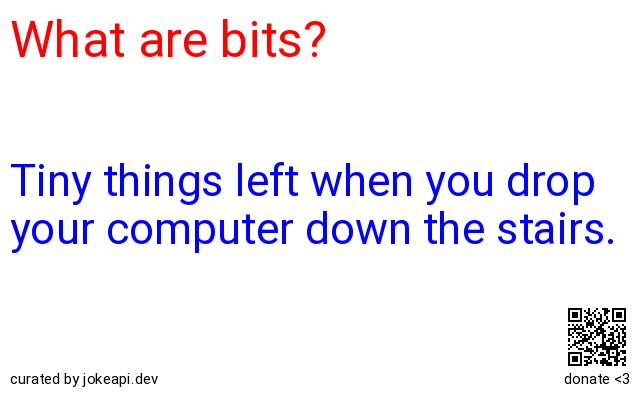 What are bits?
Tiny things left when you drop
your computer down the stairs.
curated by jokeapi.dev
donate <3